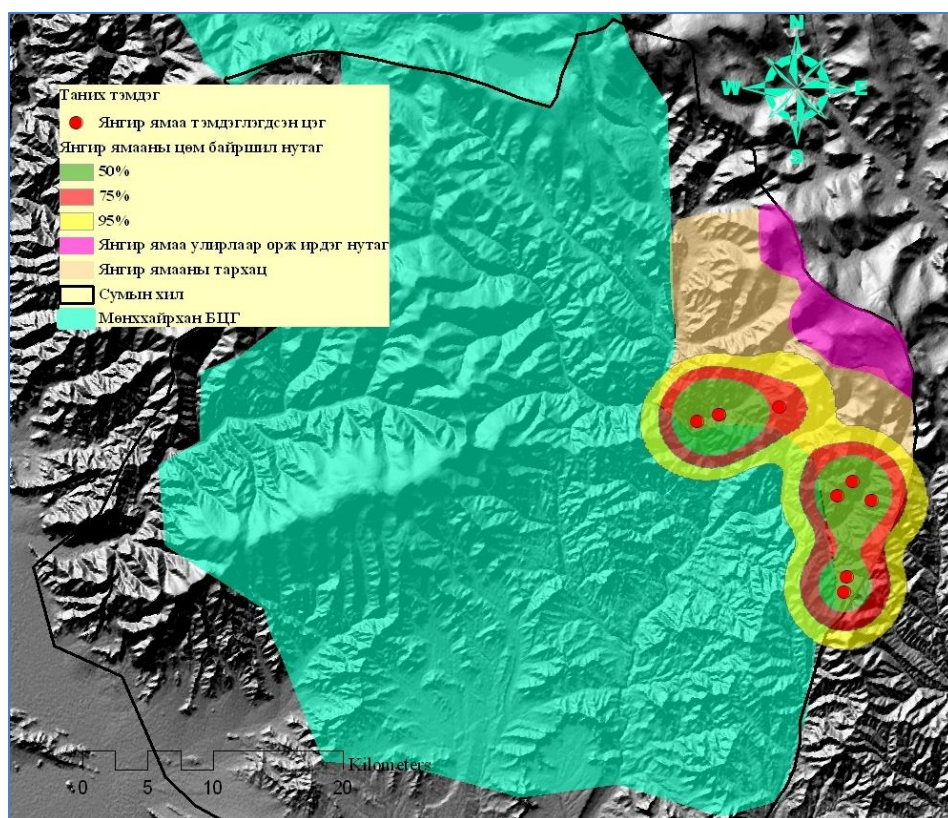 N
W
E
S
Таних тэмдэг
Янгир ямаа тэмдэглэгдсэн цэг
Янгир ямааны цөм байршил нутаг
50%
75%
95%
Янгир ямаа улирлаар орж ирдэг нутаг
Янгир ямааны тархац
Сумын хил
Мөнххайрхан БЦГ
Kilometers
0 5 10 20